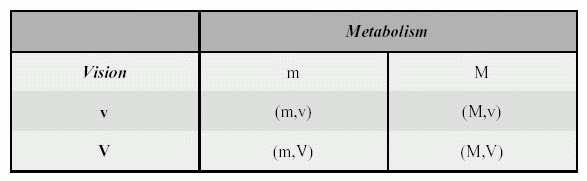 Metabolism
Vision m M
v (m,v) (M,v)
V (m,V) (M,V)